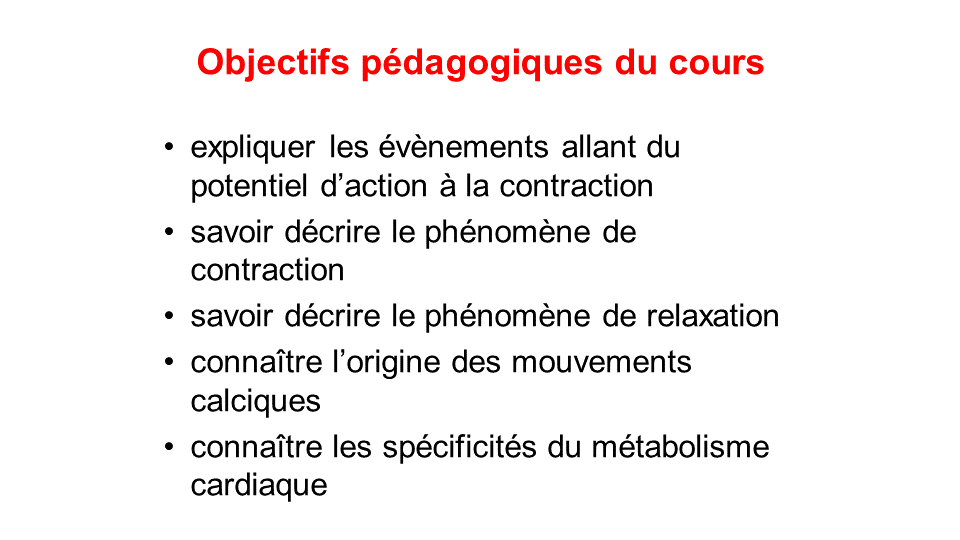 Objectifs pédagogiques du cours
• expliquer les évènements allant du
potentiel d’action à la contraction
• savoir décrire le phénomène de
contraction
• savoir décrire le phénomène de relaxation
• connaître l’origine des mouvements
calciques
• connaître les spécificités du métabolisme
cardiaque